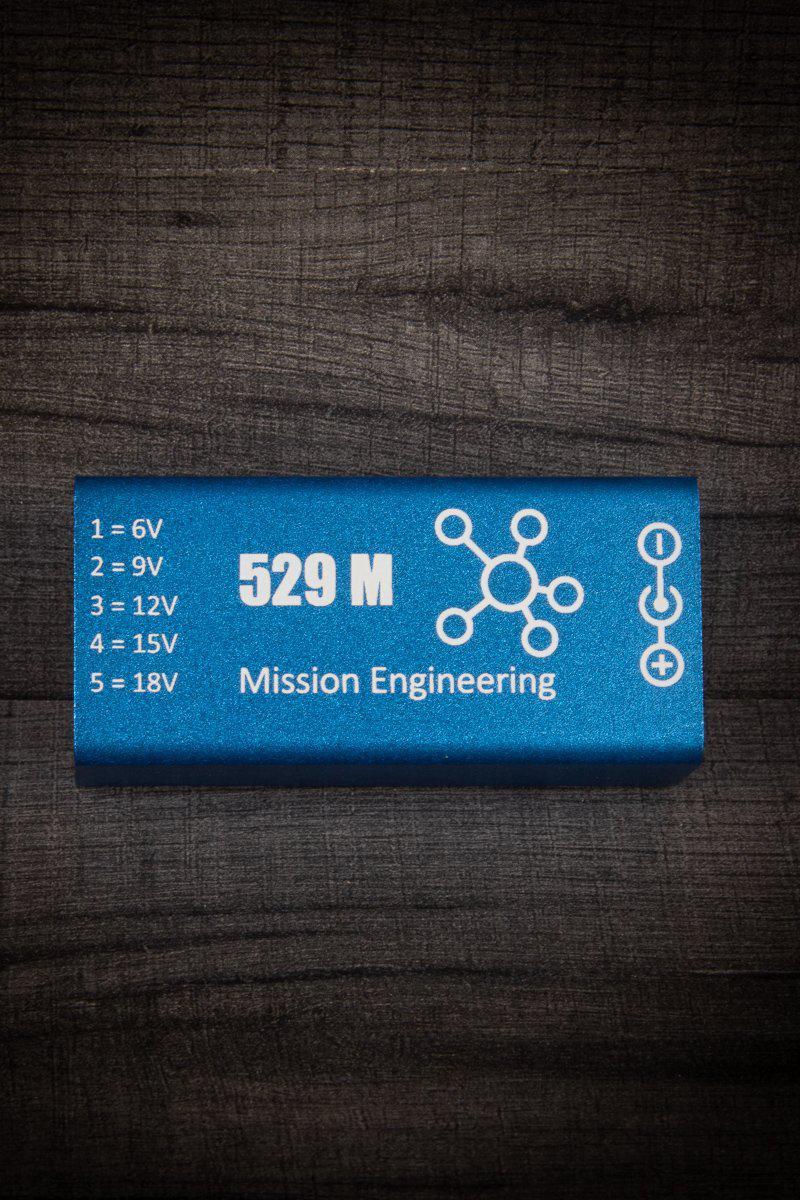 1 = 6V
2 = 9V
3 = 12V
4 = 15V
5 = 18V
529 M
Mission Engineering